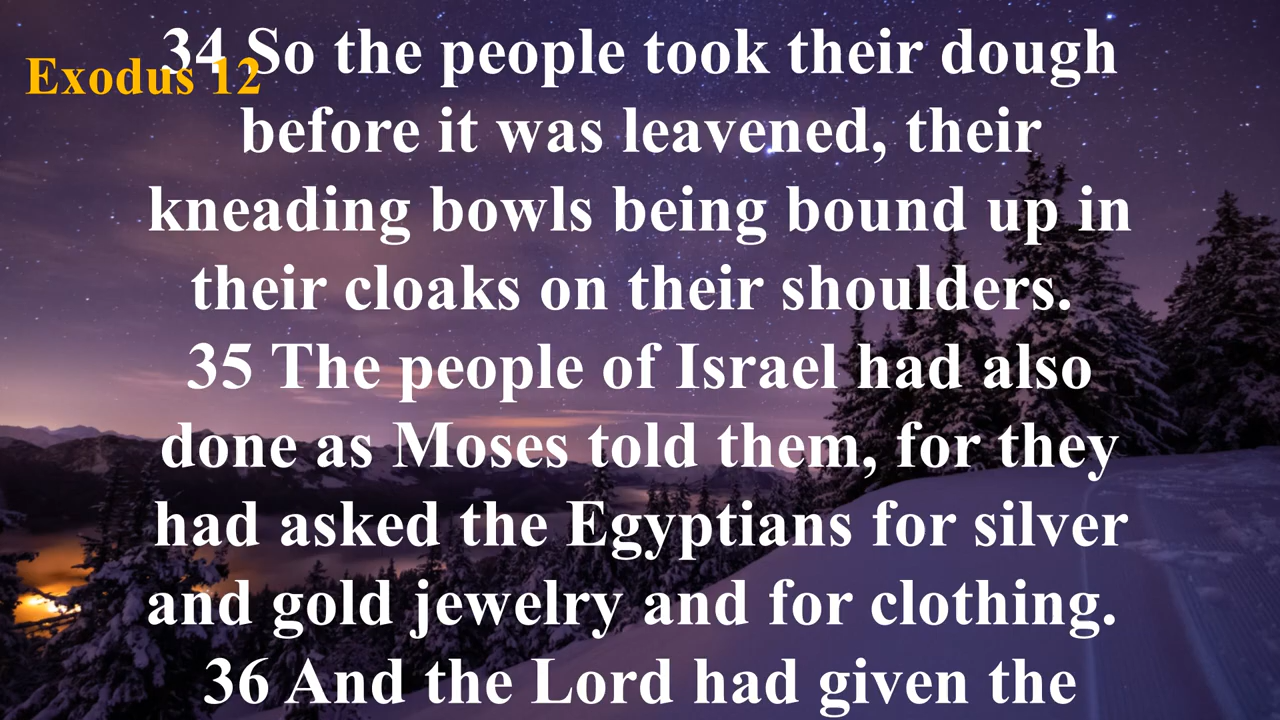 34 So the people took their dough
Exodus 12
before it was leavened, their
kneading bowls being bound up in
their cloaks on their shoulders.
35 The people of Israel had also
done as Moses told them, for they
had asked the Egyptians for silver
and gold jewelry and for clothing.
36 And the Lord had given the